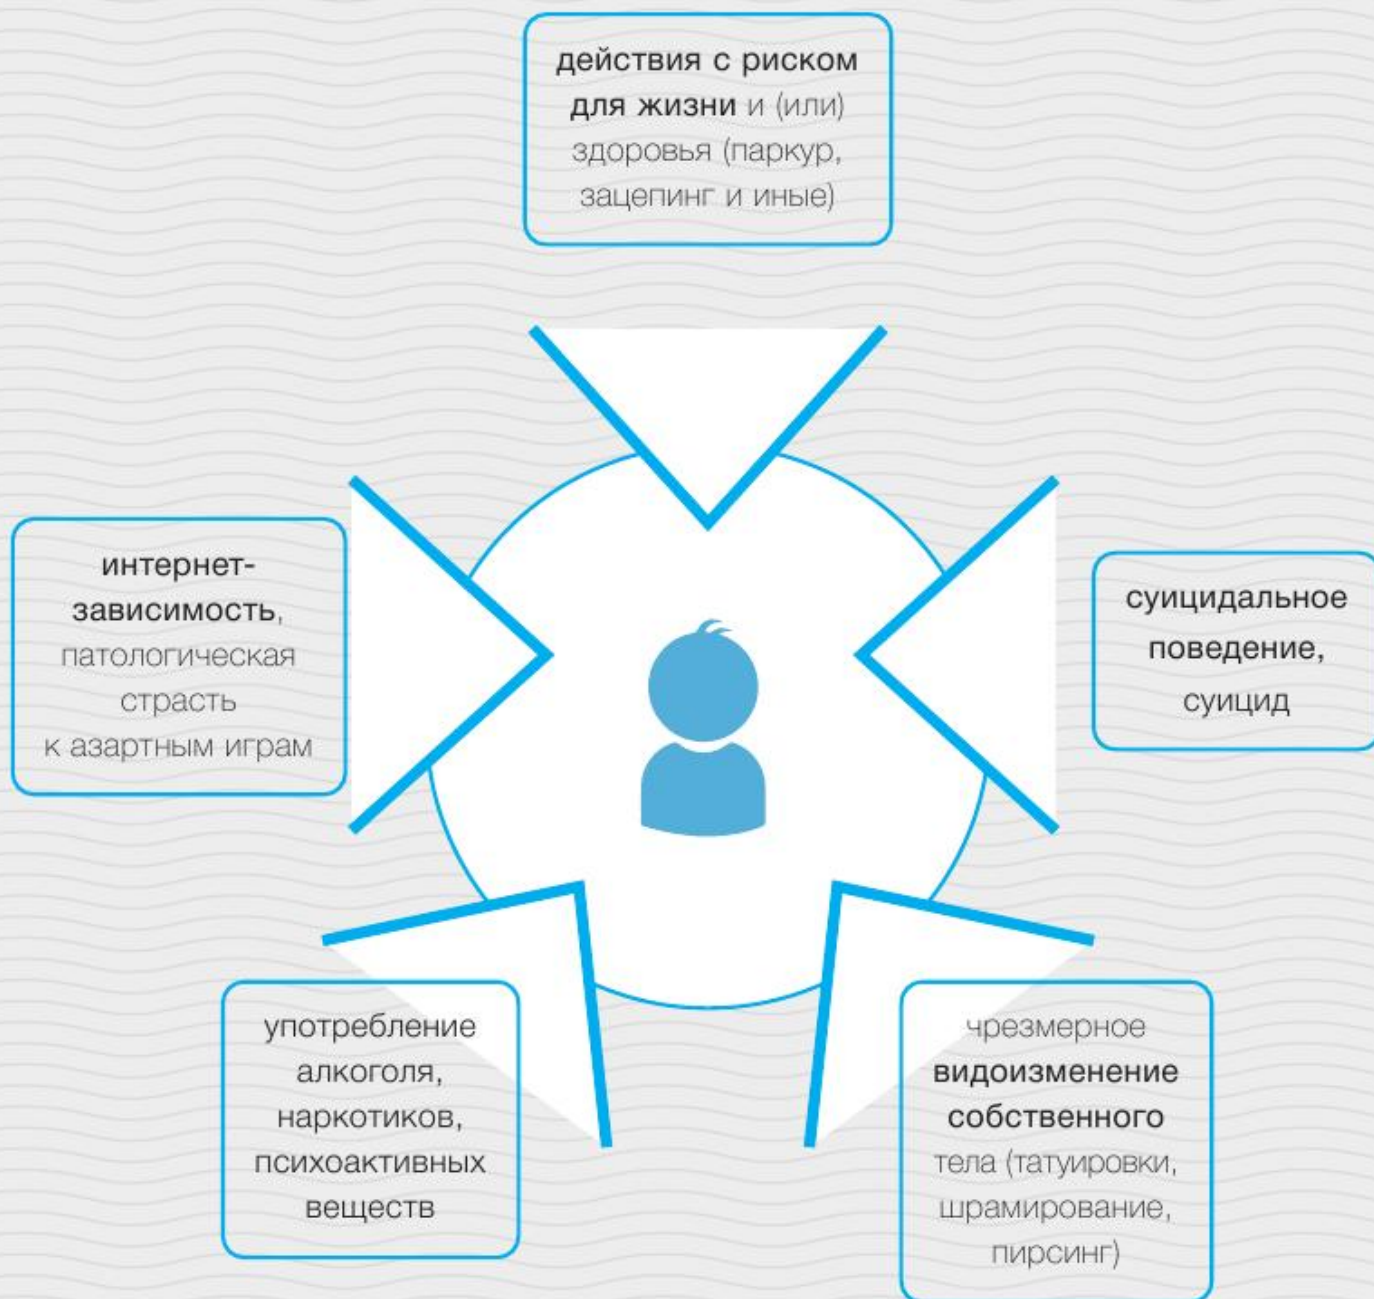 действия с риском
для жизни и (или)
здоровья (паркур,
зацепинг и иные)
интернет-
зависимость,
патологическая
страсть
к азартным играм
суицидальное
поведение,
суицид
употребление
алкоголя,
наркотиков,
психоактивных
веществ
чрезмерное
видоизменение
собственного
тела (татуировки,
шрамирование,
пирсинг)